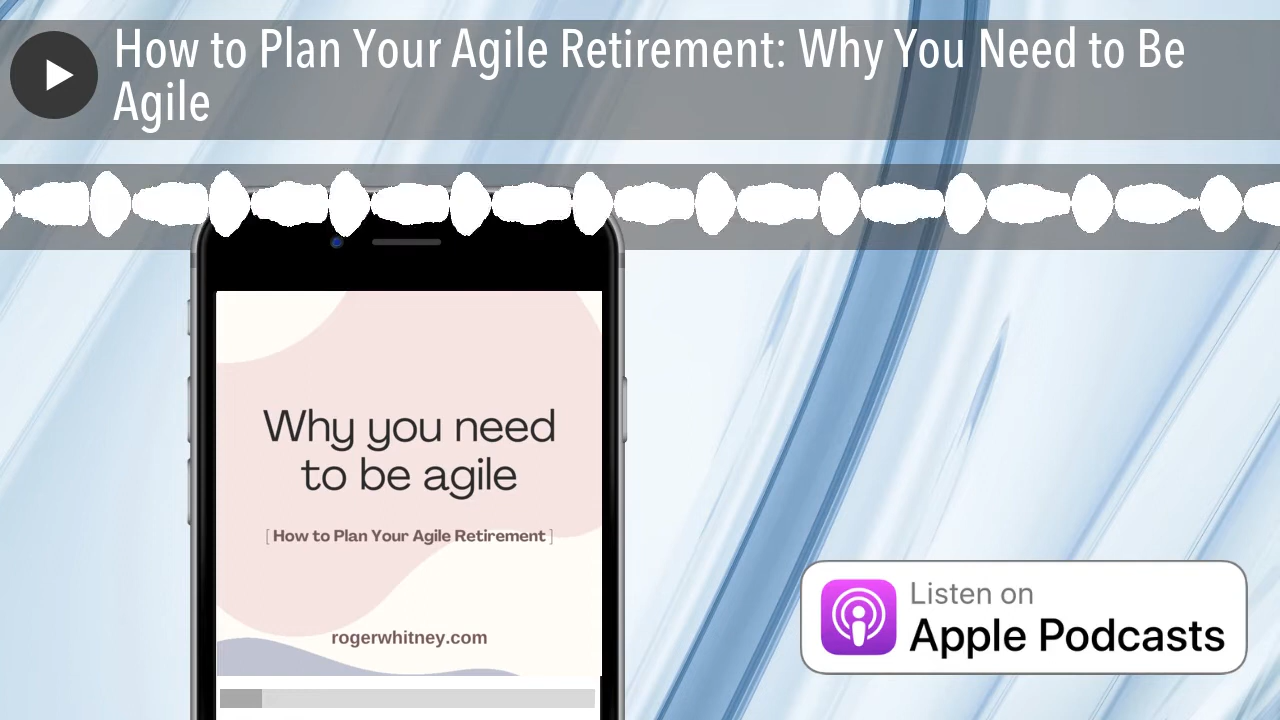 How to Plan Your Agile Retirement: Why You Need to Be
Agile
Why you need
to be agile
[ How to Plan Your Agile Retirement ]
rogerwhitney.com
Listen on
Apple Podcasts